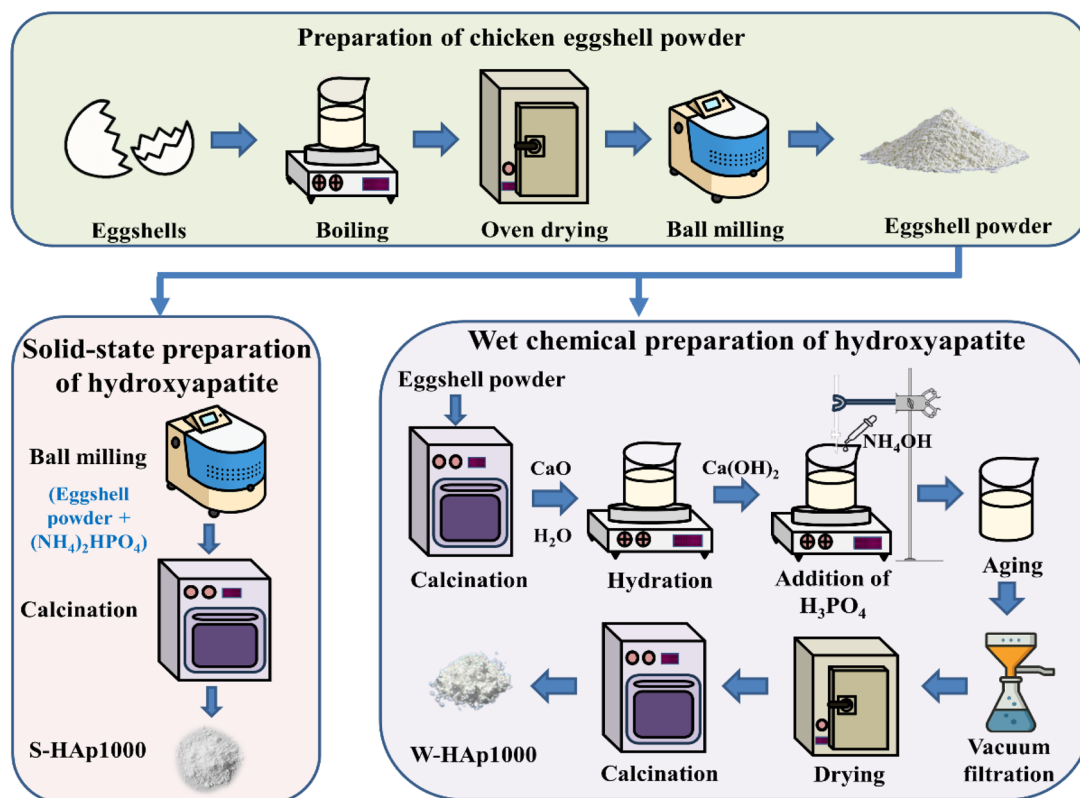 Preparation of chicken eggshell powder
Eggshells
Boiling
Oven drying
Ball milling
Eggshell powder
Solid-state preparation
of hydroxyapatite
Ball milling
(Eggshell
powder +
(NH₄)₂HPO₄)
Calcination
S-HAp1000
Wet chemical preparation of hydroxyapatite
Eggshell powder
Calcination
CaO
H₂O
Hydration
Ca(OH)₂
NH₄OH
Addition of
H₃PO₄
Aging
Vacuum
filtration
Drying
Calcination
W-HAp1000